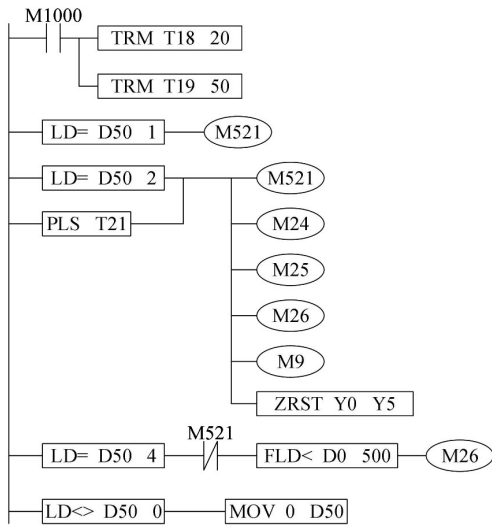 M1000
TRM T18 20
TRM T19 50
LD= D50 1 M521
LD= D50 2 M521
PLS T21 M24
M25
M26
M9
ZRST Y0 Y5
M521
LD= D50 4 FLD< D0 500 M26
LD<> D50 0 MOV 0 D50